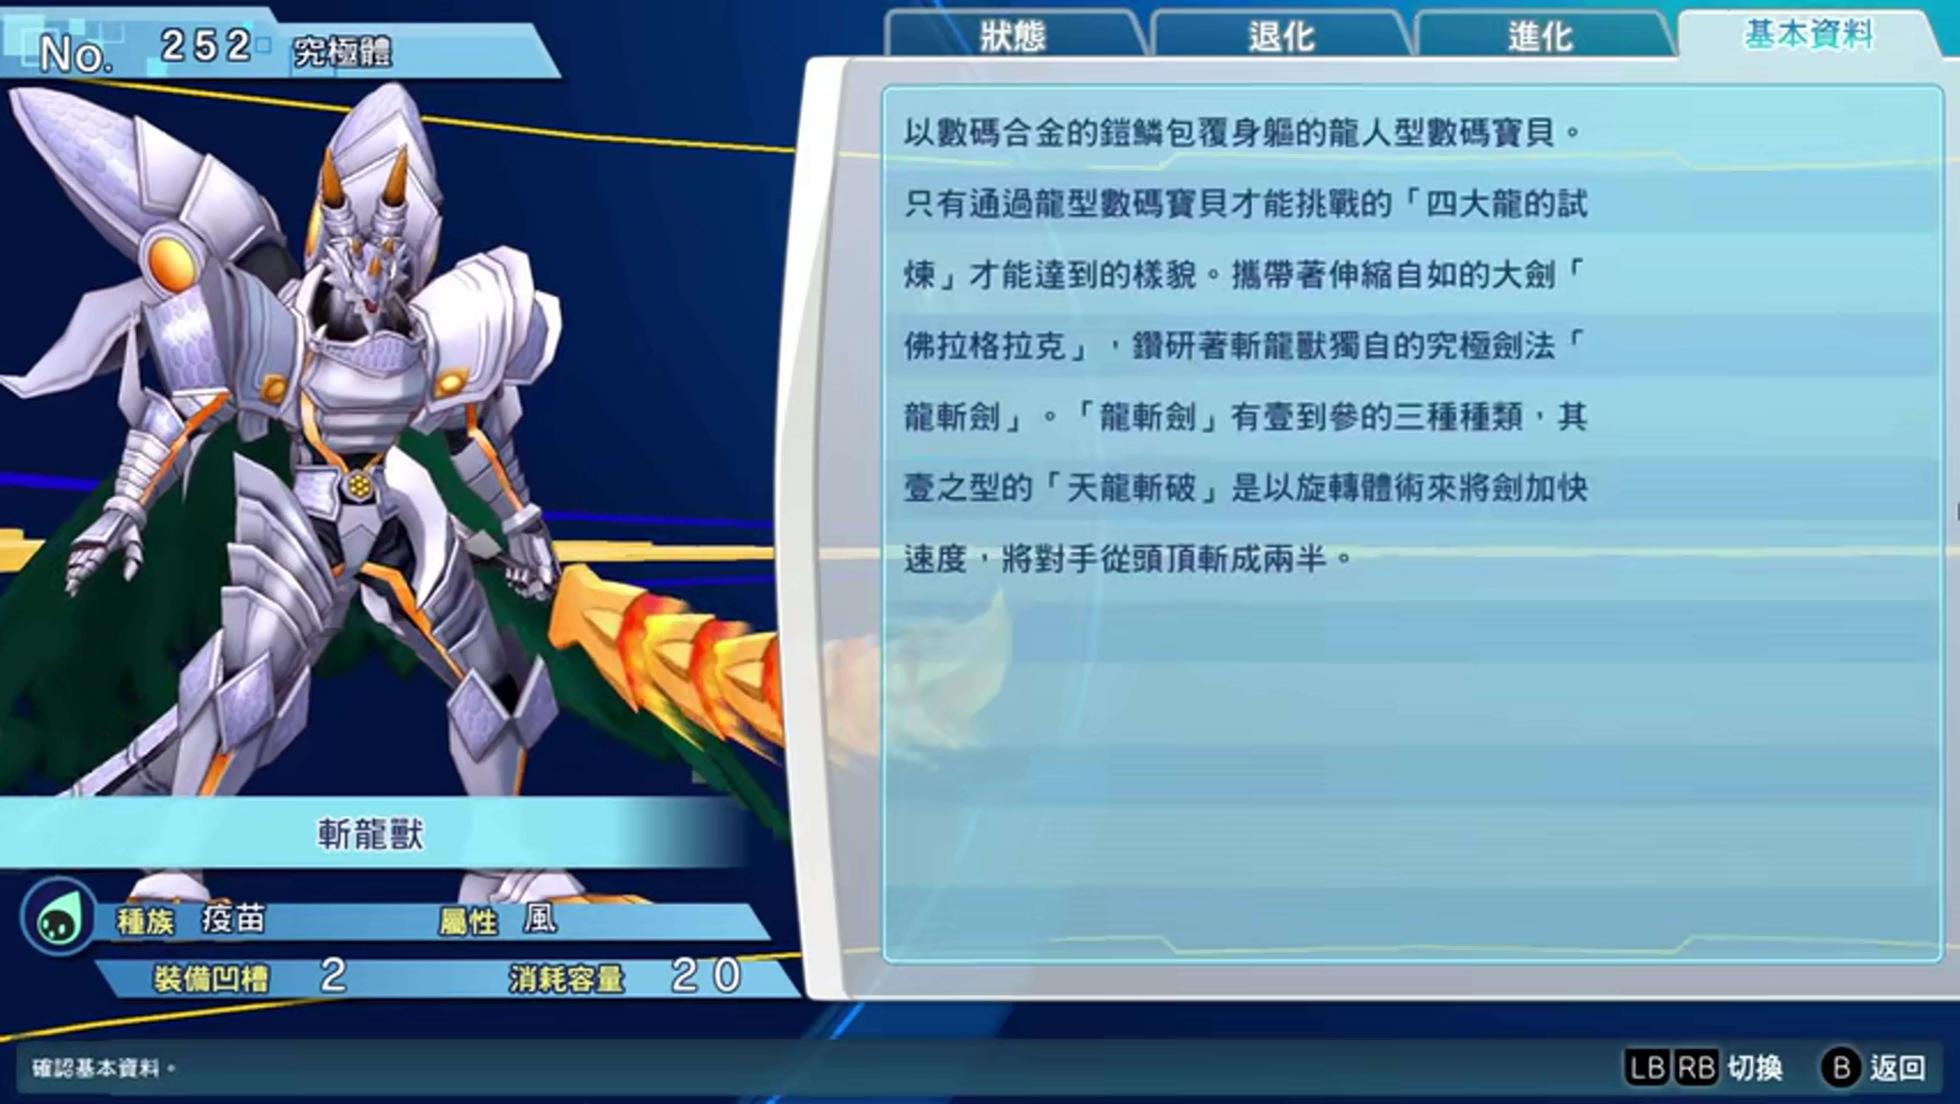 No. 252 究極體
狀態
退化
進化
基本資料
以數碼合金的鎧鱗包覆身軀的龍人型數碼寶貝。
只有通過龍型數碼寶貝才能挑戰的「四大龍的試
煉」才能達到的樣貌。攜帶著伸縮自如的大劍「
佛拉格拉克」，鑽研著斬龍獸獨自的究極劍法「
龍斬劍」。「龍斬劍」有壹到參的三種種類，其
壹之型的「天龍斬破」是以旋轉體術來將劍加快
速度，將對手從頭頂斬成兩半。
斬龍獸
種族 疫苗 屬性 風
裝備凹槽 2 消耗容量 20
確認基本資料。
LB RB 切換 B 返回